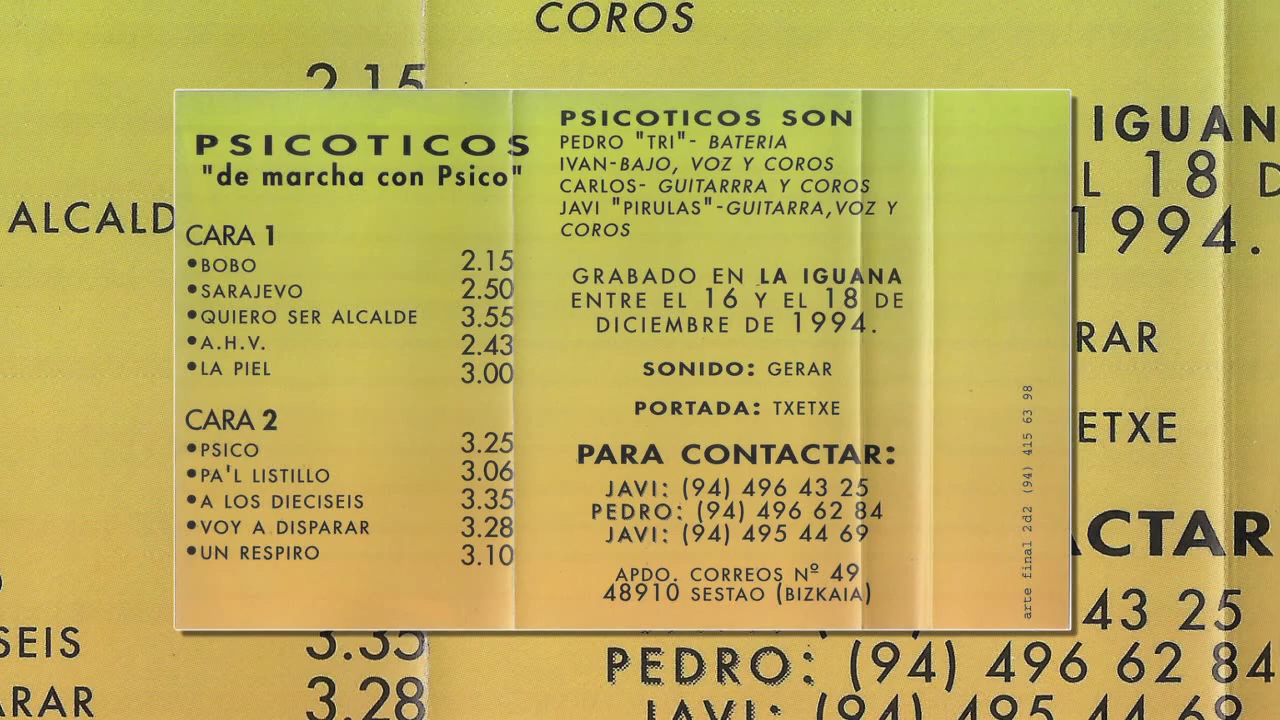 COROS
2.15
ALCALD
IGUAN
L 18 D
1994.
RAR
ETXE
ACTAR
43 25
SEIS
3.35
PEDRO: (94) 496 62 84
ARAR
3.28
JAVI: (94) 495 44 69
PSICOTICOS
"de marcha con Psico"
CARA 1
•BOBO 2.15
•SARAJEVO 2.50
•QUIERO SER ALCALDE 3.55
•A.H.V. 2.43
•LA PIEL 3.00
CARA 2
•PSICO 3.25
•PA'L LISTILLO 3.06
•A LOS DIECISEIS 3.35
•VOY A DISPARAR 3.28
•UN RESPIRO 3.10
PSICOTICOS SON
PEDRO "TRI"- BATERIA
IVAN-BAJO, VOZ Y COROS
CARLOS- GUITARRRA Y COROS
JAVI "PIRULAS"-GUITARRA,VOZ Y
COROS
GRABADO EN LA IGUANA
ENTRE EL 16 Y EL 18 DE
DICIEMBRE DE 1994.
SONIDO: GERAR
PORTADA: TXETXE
PARA CONTACTAR:
JAVI: (94) 496 43 25
PEDRO: (94) 496 62 84
JAVI: (94) 495 44 69
APDO. CORREOS Nº 49
48910 SESTAO (BIZKAIA)
arte final 2d2 (94) 415 63 98